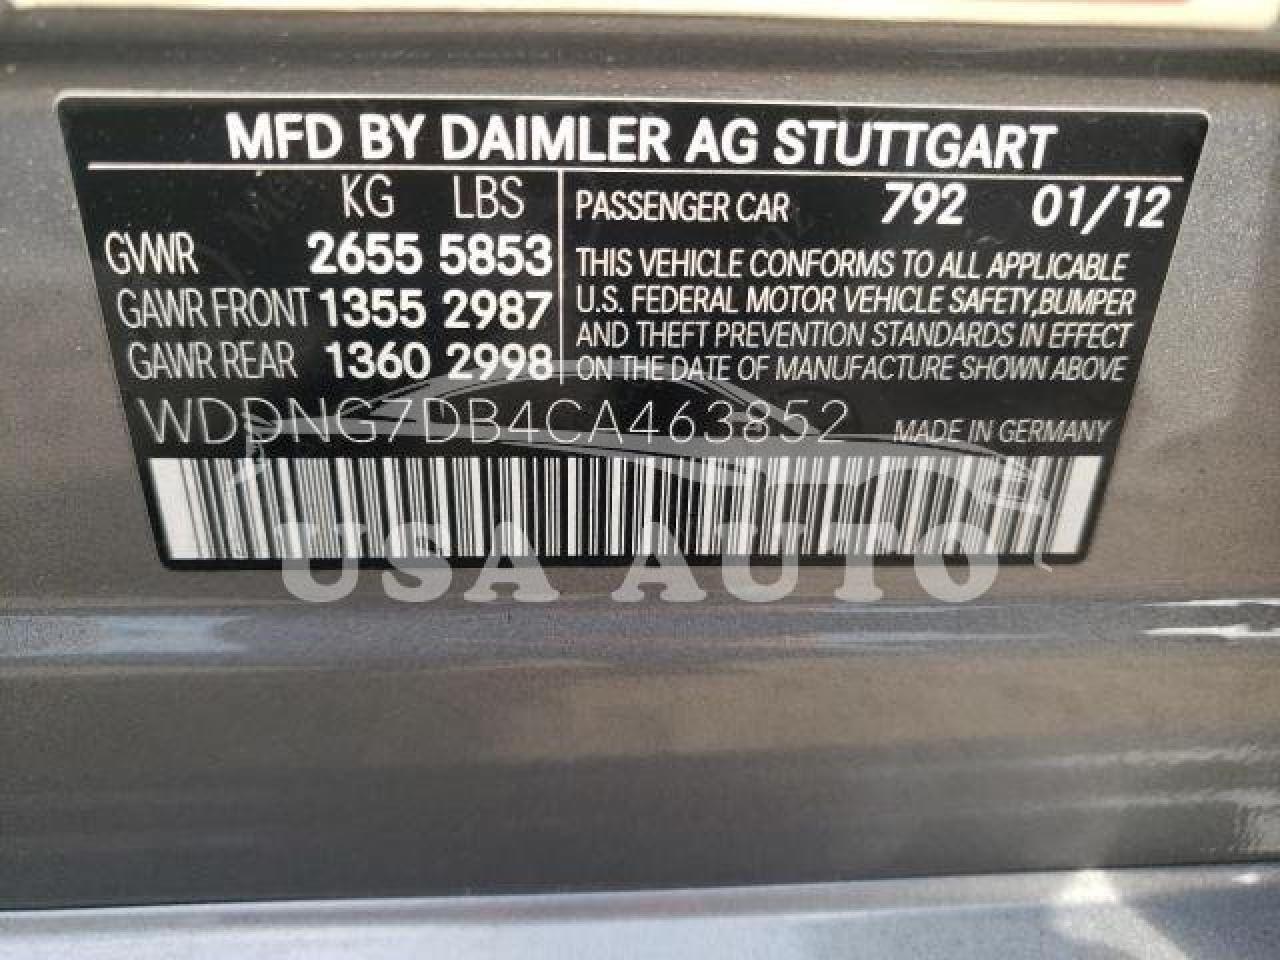 MFD BY DAIMLER AG STUTTGART
KG LBS
GVWR 2655 5853
GAWR FRONT 1355 2987
GAWR REAR 1360 2998
PASSENGER CAR 792 01/12
THIS VEHICLE CONFORMS TO ALL APPLICABLE
U.S. FEDERAL MOTOR VEHICLE SAFETY,BUMPER
AND THEFT PREVENTION STANDARDS IN EFFECT
ON THE DATE OF MANUFACTURE SHOWN ABOVE
WDDNG7DB4CA463852 MADE IN GERMANY
USA AUTO